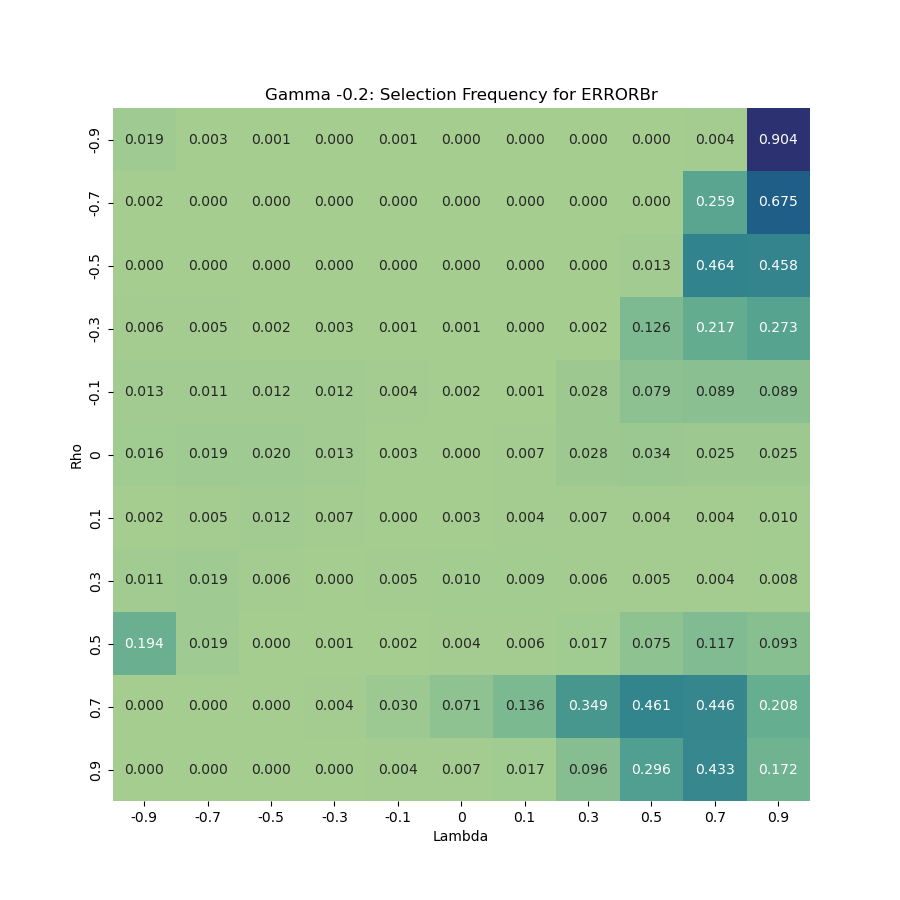 Gamma -0.2: Selection Frequency for ERRORBr
-0.9 0.019 0.003 0.001 0.000 0.001 0.000 0.000 0.000 0.000 0.004 0.904
-0.7 0.002 0.000 0.000 0.000 0.000 0.000 0.000 0.000 0.000 0.259 0.675
-0.5 0.000 0.000 0.000 0.000 0.000 0.000 0.000 0.000 0.013 0.464 0.458
-0.3 0.006 0.005 0.002 0.003 0.001 0.001 0.000 0.002 0.126 0.217 0.273
-0.1 0.013 0.011 0.012 0.012 0.004 0.002 0.001 0.028 0.079 0.089 0.089
Rho
0 0.016 0.019 0.020 0.013 0.003 0.000 0.007 0.028 0.034 0.025 0.025
0.1 0.002 0.005 0.012 0.007 0.000 0.003 0.004 0.007 0.004 0.004 0.010
0.3 0.011 0.019 0.006 0.000 0.005 0.010 0.009 0.006 0.005 0.004 0.008
0.5 0.194 0.019 0.000 0.001 0.002 0.004 0.006 0.017 0.075 0.117 0.093
0.7 0.000 0.000 0.000 0.004 0.030 0.071 0.136 0.349 0.461 0.446 0.208
0.9 0.000 0.000 0.000 0.000 0.004 0.007 0.017 0.096 0.296 0.433 0.172
-0.9 -0.7 -0.5 -0.3 -0.1 0 0.1 0.3 0.5 0.7 0.9
Lambda